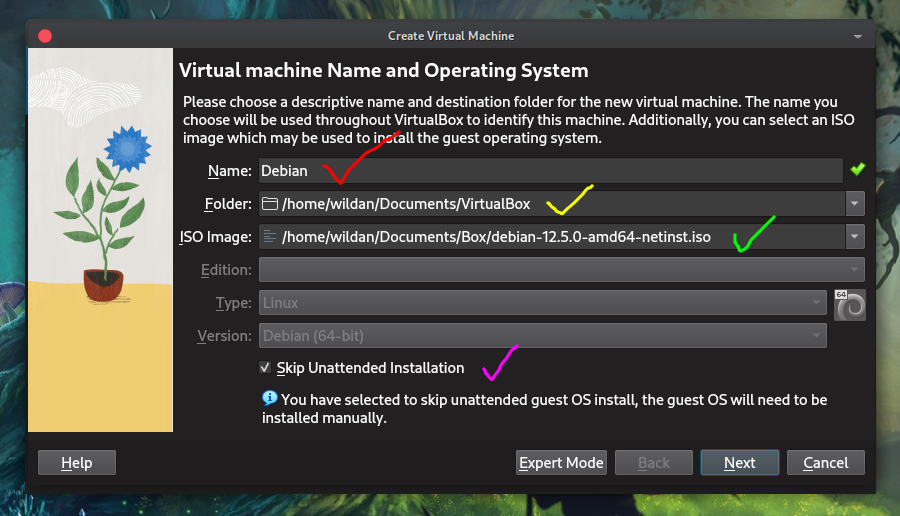 Create Virtual Machine
Virtual machine Name and Operating System
Please choose a descriptive name and destination folder for the new virtual machine. The name you
choose will be used throughout VirtualBox to identify this machine. Additionally, you can select an ISO
image which may be used to install the guest operating system.
Name: Debian
Folder: /home/wildan/Documents/VirtualBox
ISO Image: /home/wildan/Documents/Box/debian-12.5.0-amd64-netinst.iso
Edition:
Type: Linux
64
Version: Debian (64-bit)
Skip Unattended Installation
You have selected to skip unattended guest OS install, the guest OS will need to be
installed manually.
Help Expert Mode Back Next Cancel